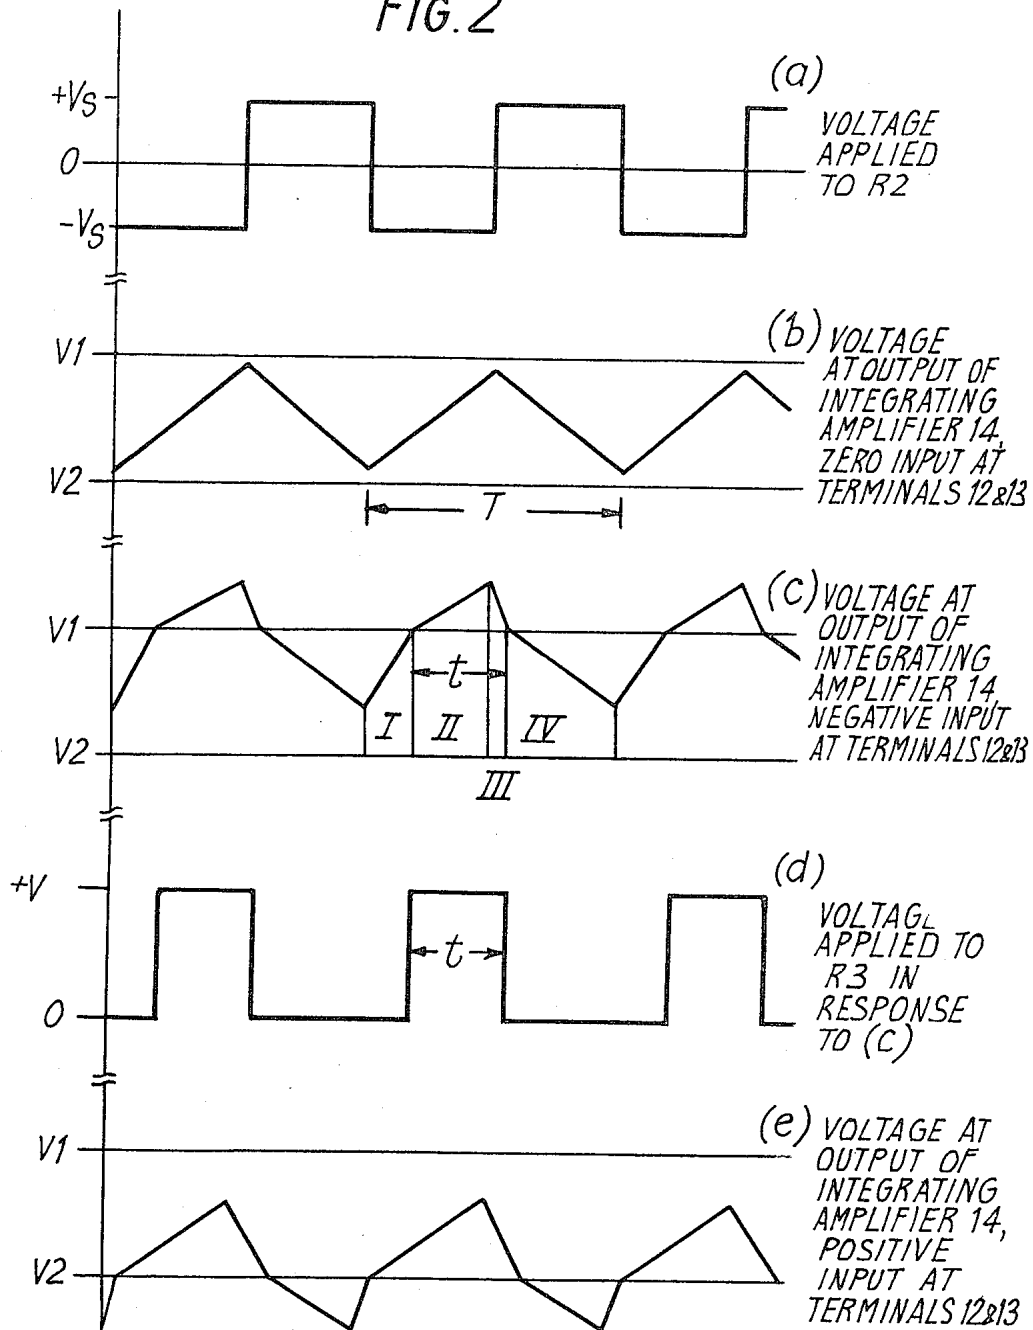 FIG. 2
(a)
+VS
VOLTAGE
APPLIED
TO R2
0
-VS
(b) VOLTAGE
AT OUTPUT OF
INTEGRATING
AMPLIFIER 14,
ZERO INPUT AT
TERMINALS 12&13
V1
V2
T
(c) VOLTAGE AT
OUTPUT OF
INTEGRATING
AMPLIFIER 14,
NEGATIVE INPUT
AT TERMINALS 12&13
V1
t
I II IV
V2
III
(d)
+V
VOLTAGE
APPLIED TO
R3 IN
RESPONSE
TO (C)
t
0
(e) VOLTAGE AT
OUTPUT OF
INTEGRATING
AMPLIFIER 14,
POSITIVE
INPUT AT
TERMINALS 12&13
V1
V2